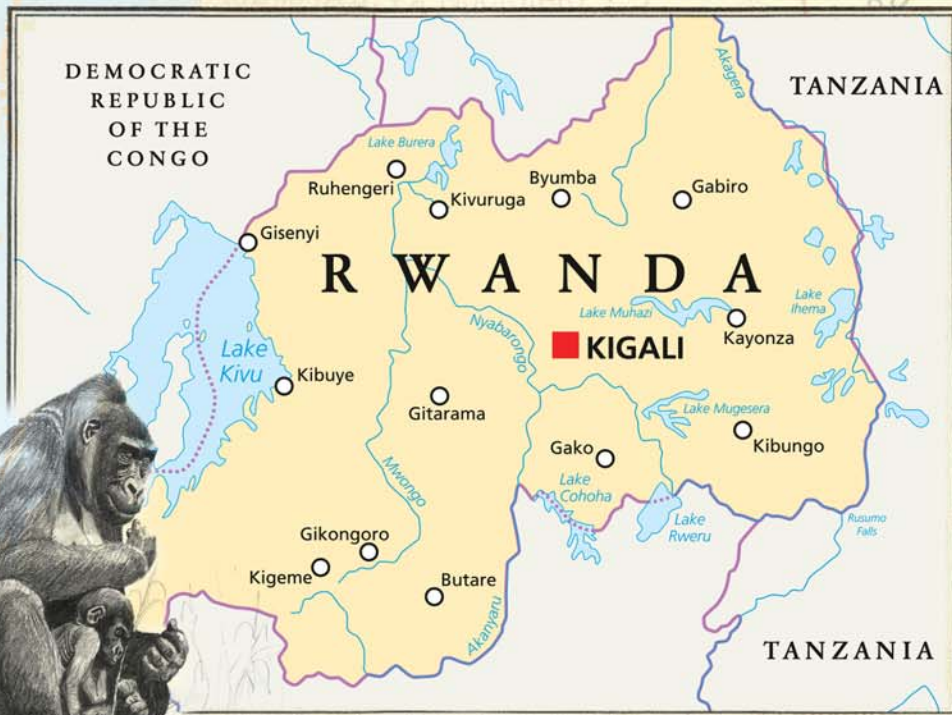 DEMOCRATIC
REPUBLIC
OF THE
CONGO
TANZANIA
Akagera
Lake Burera
Ruhengeri
Kivuruga
Byumba
Gabiro
Gisenyi
RWANDA
Lake Muhazi
Lake
Ihema
Nyabarongo
KIGALI
Kayonza
Lake
Kivu
Kibuye
Gitarama
Lake Mugesera
Kibungo
Gako
Mwongo
Lake
Cohoha
Lake
Rweru
Rusumo
Falls
Gikongoro
Kigeme
Butare
Akanyaru
TANZANIA